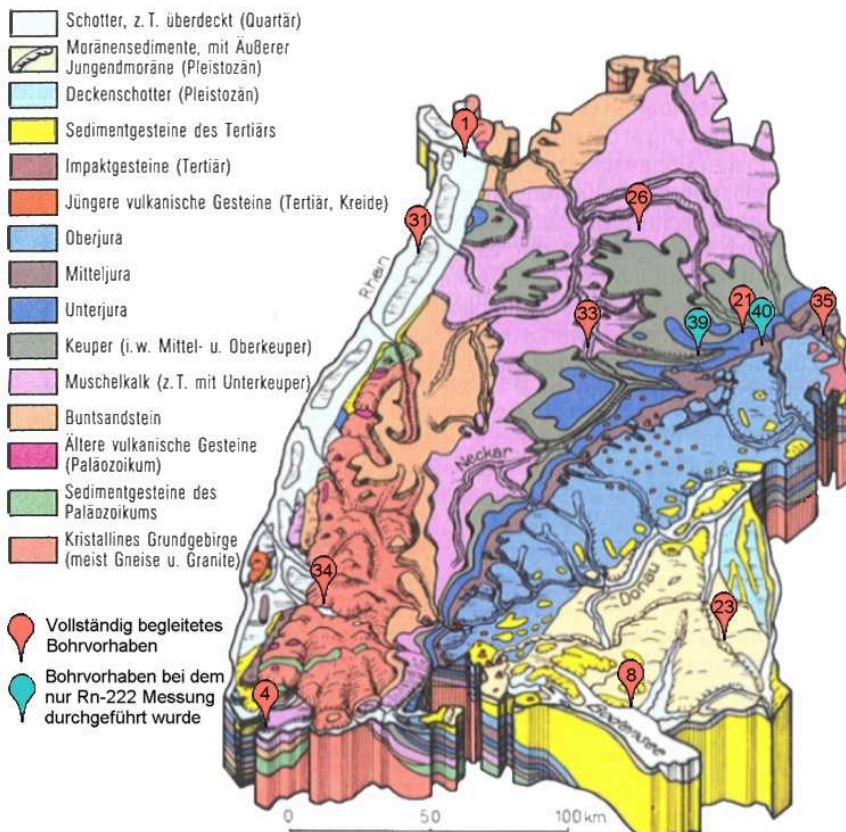 Schotter, z.T. überdeckt (Quartär)
Moränensedimente, mit Äußerer
Jungendmoräne (Pleistozän)
Deckenschotter (Pleistozän)
Sedimentgesteine des Tertiärs
Impaktgesteine (Tertiär)
Jüngere vulkanische Gesteine (Tertiär, Kreide)
Oberjura
Mitteljura
Unterjura
Keuper (i.w. Mittel- u. Oberkeuper)
Muschelkalk (z.T. mit Unterkeuper)
Buntsandstein
Ältere vulkanische Gesteine
(Paläozoikum)
Sedimentgesteine des
Paläozoikums
Kristallines Grundgebirge
(meist Gneise u. Granite)
Vollständig begleitetes
Bohrvorhaben
Bohrvorhaben bei dem
nur Rn-222 Messung
durchgeführt wurde
1
26
31
Rhein
33
39
21
40
35
Neckar
34
Donau
23
4
8
Bodensee
0 50 100 km